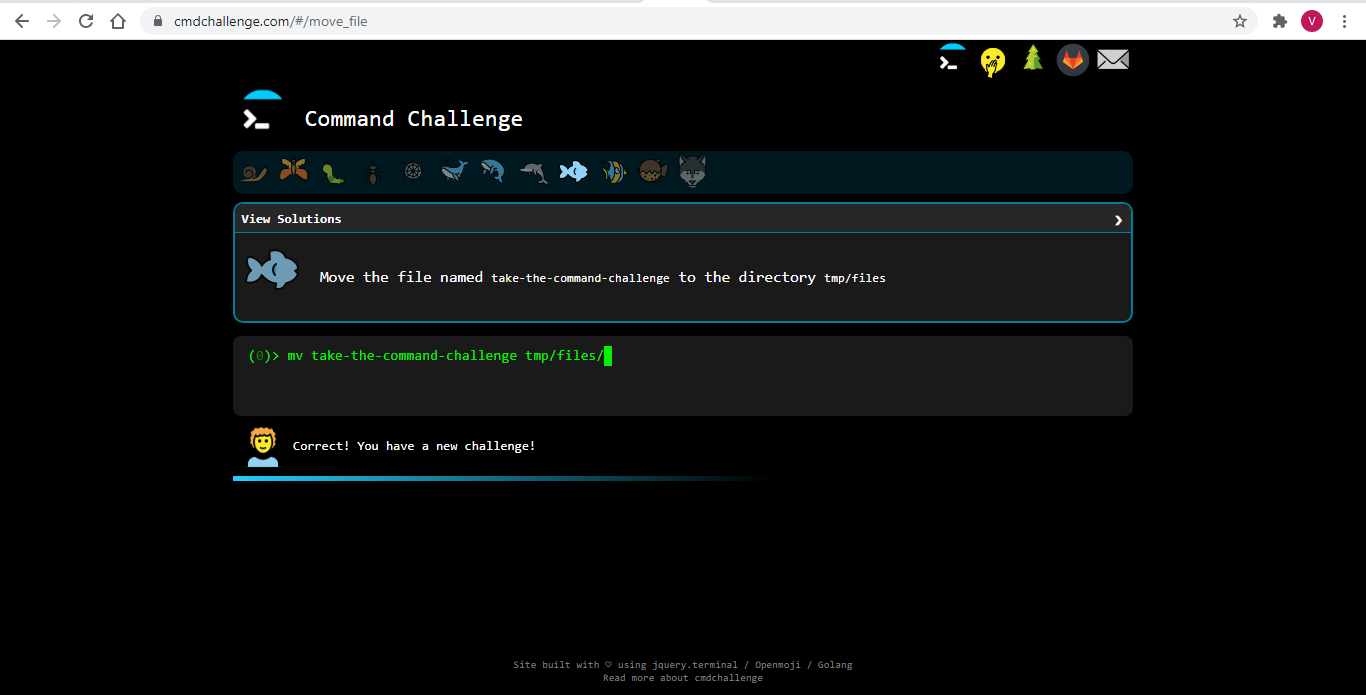 cmdchallenge.com/#/move_file
V
Command Challenge
View Solutions
Move the file named take-the-command-challenge to the directory tmp/files
(0)> mv take-the-command-challenge tmp/files/
Correct! You have a new challenge!
Site built with ♡ using jquery.terminal / Openmoji / Golang
Read more about cmdchallenge